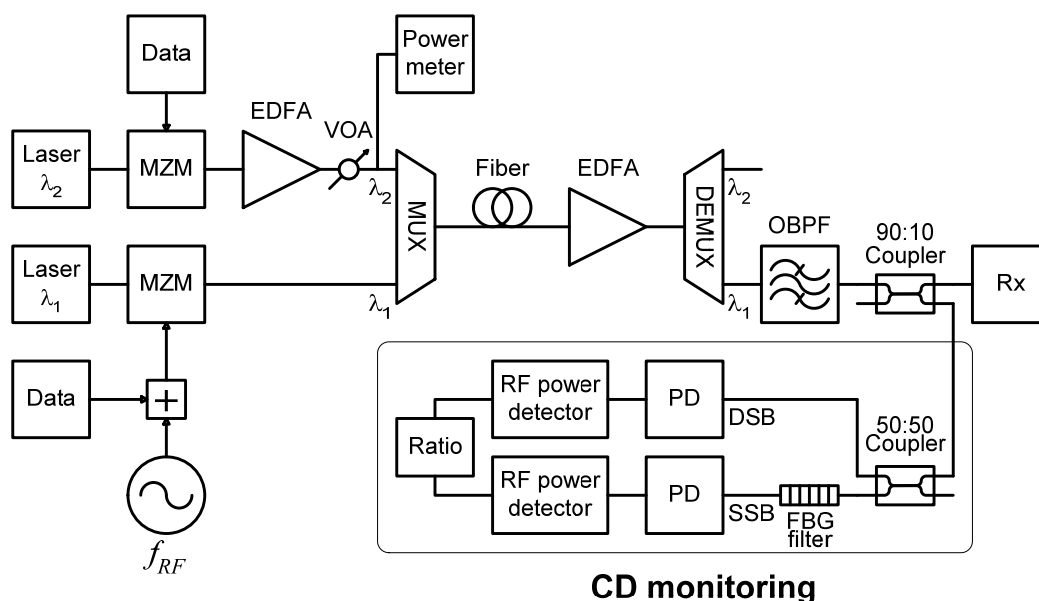 Data
Power
meter
EDFA
VOA
Laser
λ2
MZM
λ2
MUX
Fiber
EDFA
DEMUX
λ2
OBPF
90:10
Coupler
Rx
Laser
λ1
MZM
λ1
λ1
Data
+
fRF
RF power
detector
PD
DSB
50:50
Coupler
Ratio
RF power
detector
PD
SSB
FBG
filter
CD monitoring